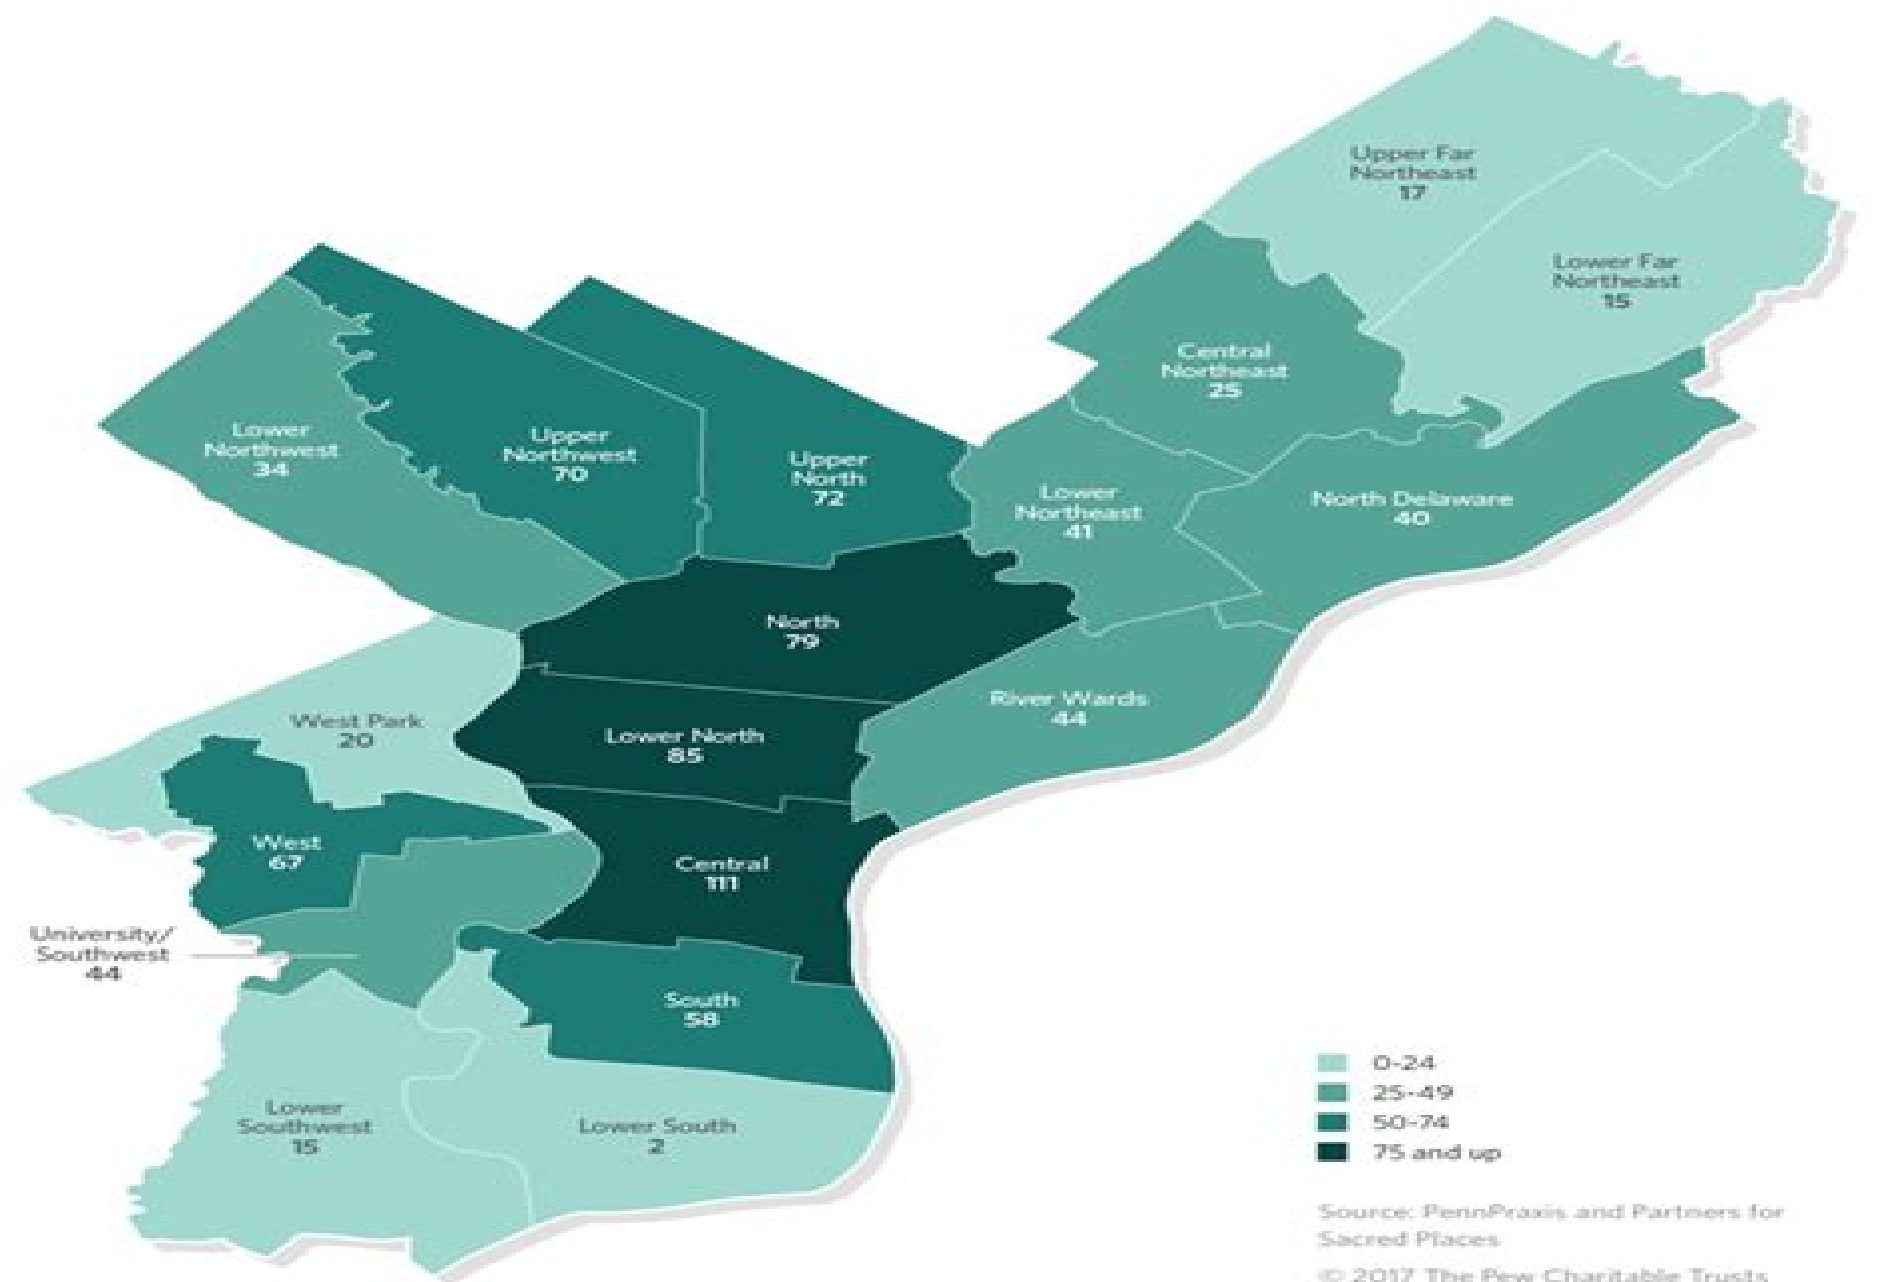 Upper Far
Northeast
17
Lower Far
Northeast
15
Central
Northeast
25
Lower
Northwest
34
Upper
Northwest
70
Upper
North
72
Lower
Northeast
41
North Delaware
40
North
79
River Wards
44
West Park
20
Lower North
85
West
67
Central
111
University/
Southwest
44
South
58
Lower
Southwest
15
Lower South
2
0-24
25-49
50-74
75 and up
Source: PennPraxis and Partners for
Sacred Places
© 2017 The Pew Charitable Trusts